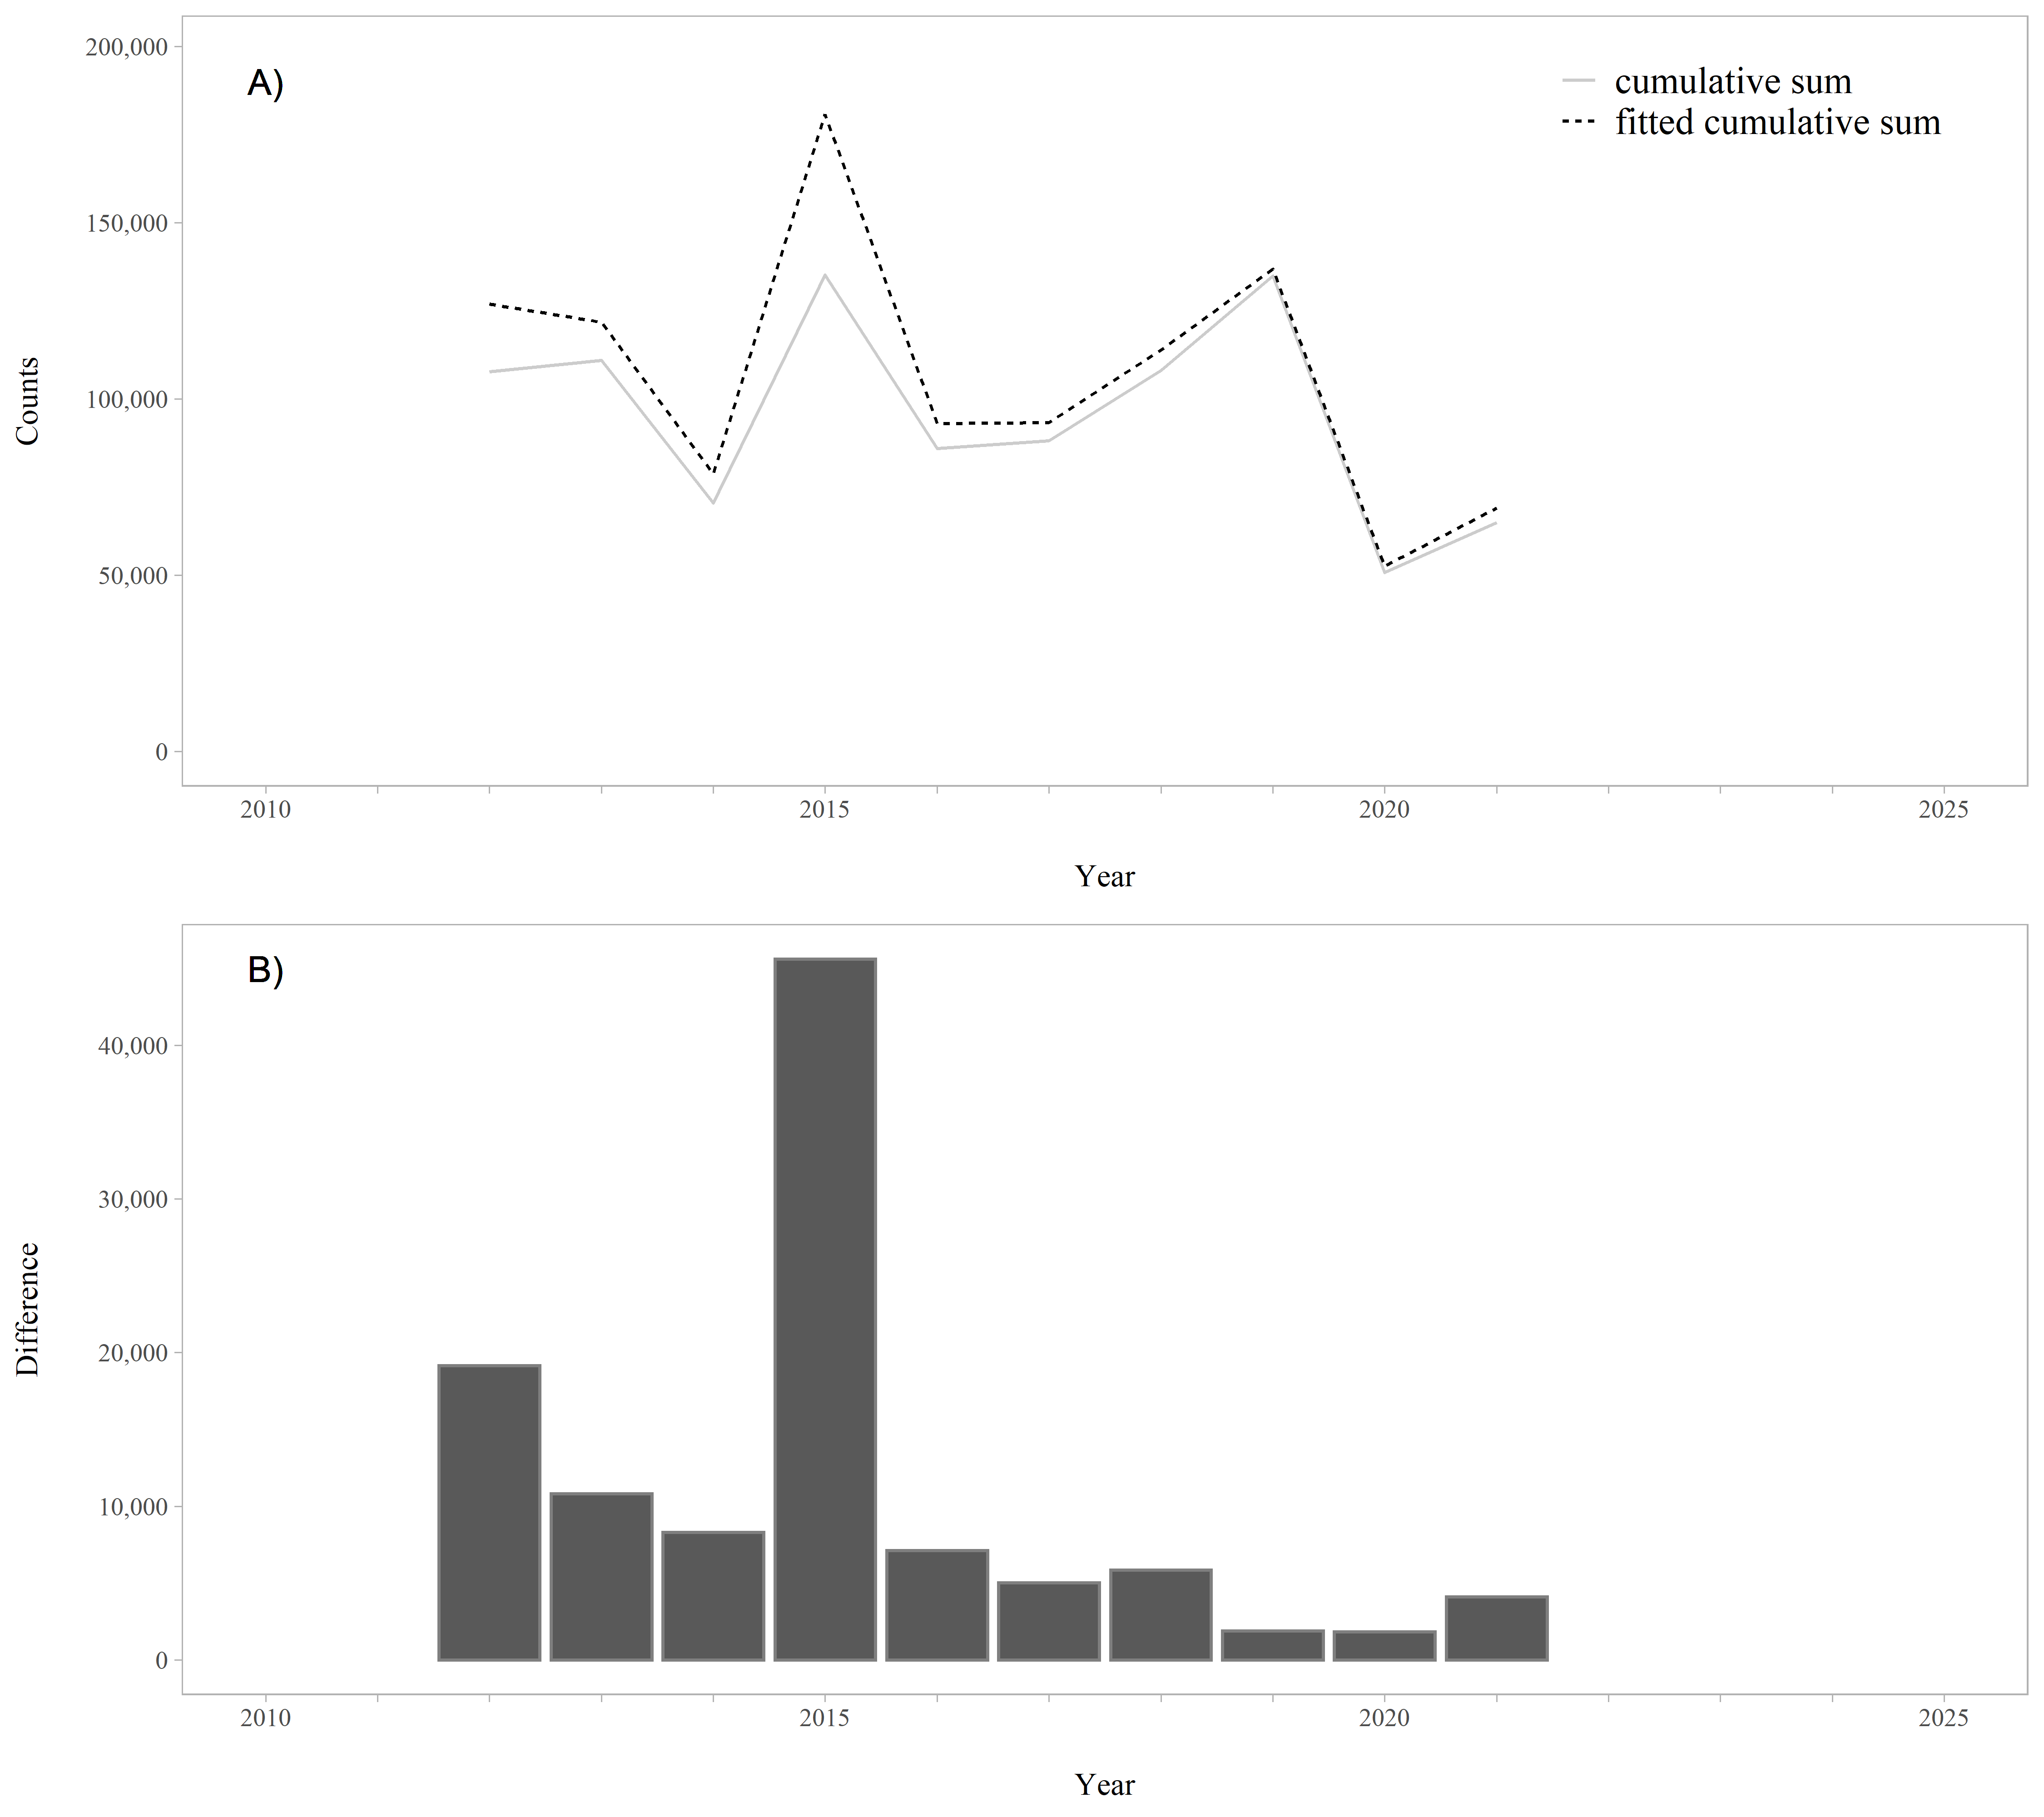 A)
cumulative sum
fitted cumulative sum
Counts
200,000
150,000
100,000
50,000
0
2010 2015 2020 2025
Year
B)
Difference
40,000
30,000
20,000
10,000
0
2010 2015 2020 2025
Year